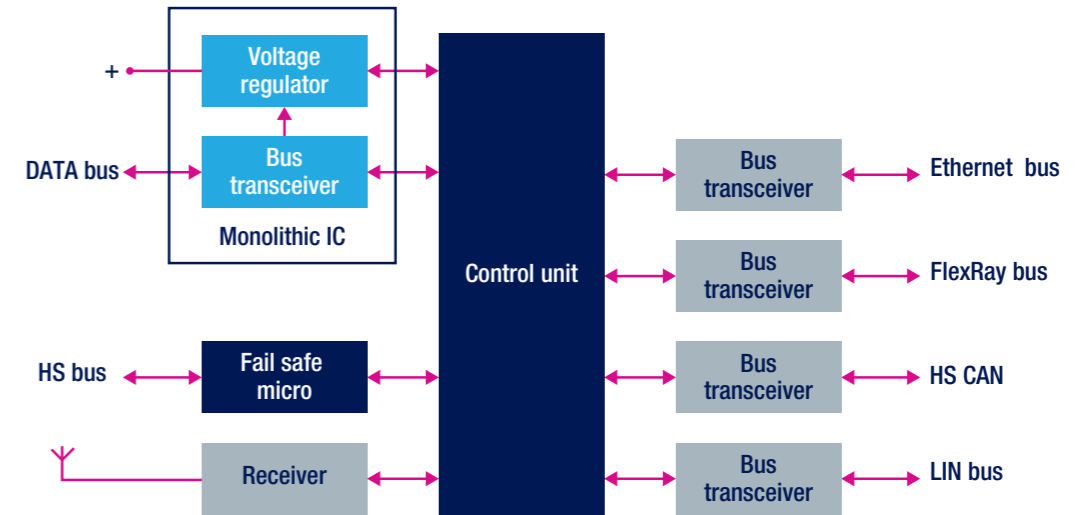 Voltage
regulator
+
DATA bus
Bus
transceiver
Monolithic IC
Control unit
HS bus
Fail safe
micro
Receiver
Bus
transceiver
Ethernet bus
Bus
transceiver
FlexRay bus
Bus
transceiver
HS CAN
Bus
transceiver
LIN bus